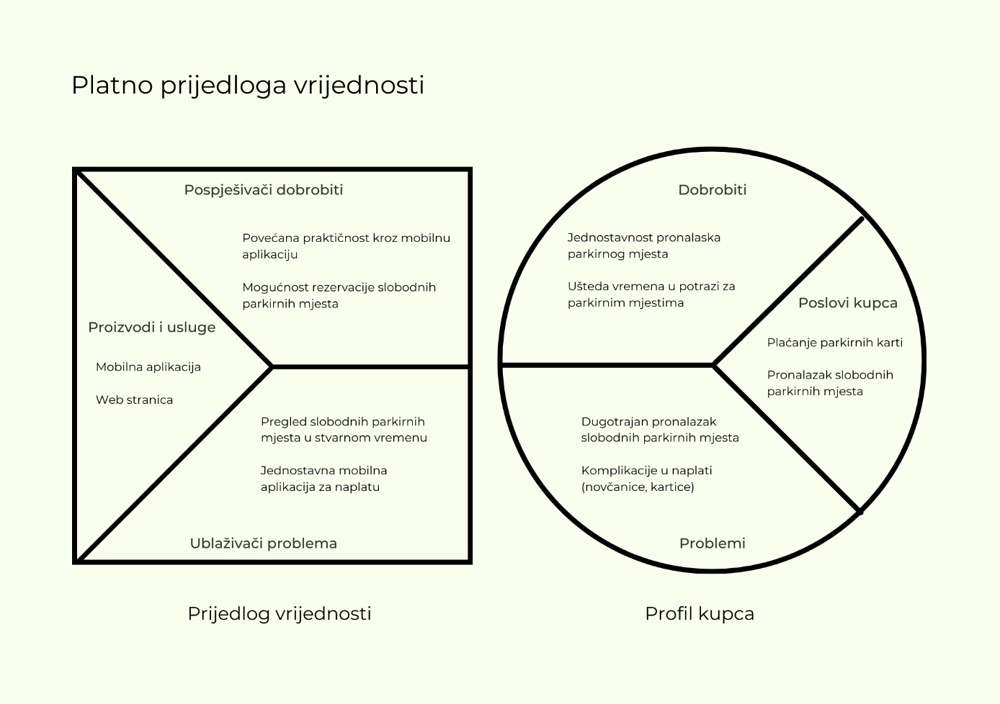 Platno prijedloga vrijednosti
Pospješivači dobrobiti
Povećana praktičnost kroz mobilnu
aplikaciju
Mogućnost rezervacije slobodnih
parkirnih mjesta
Proizvodi i usluge
Mobilna aplikacija
Web stranica
Pregled slobodnih parkirnih
mjesta u stvarnom vremenu
Jednostavna mobilna
aplikacija za naplatu
Ublaživači problema
Prijedlog vrijednosti
Dobrobiti
Jednostavnost pronalaska
parkirnog mjesta
Ušteda vremena u potrazi za
parkirnim mjestima
Poslovi kupca
Plaćanje parkirnih karti
Pronalazak slobodnih
parkirnih mjesta
Dugotrajan pronalazak
slobodnih parkirnih mjesta
Komplikacije u naplati
(novčanice, kartice)
Problemi
Profil kupca